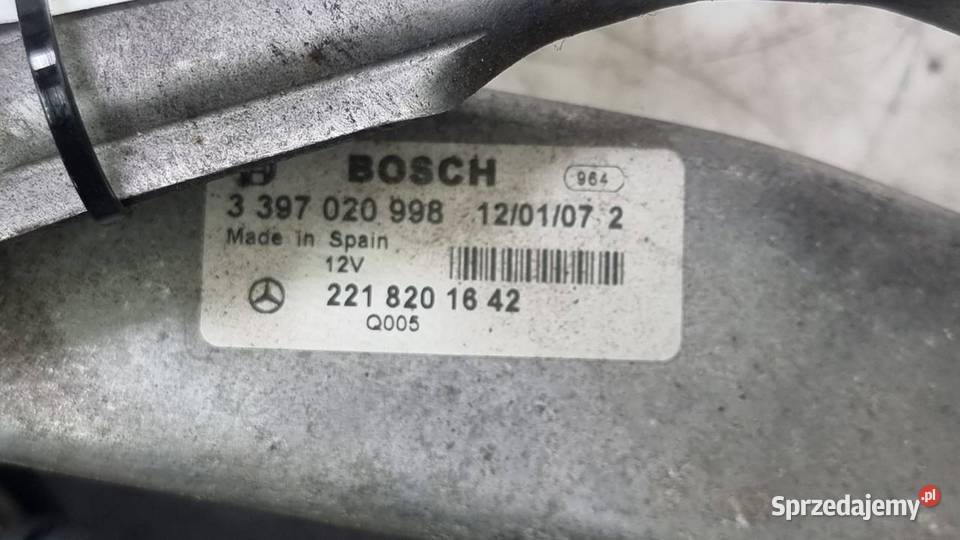 BOSCH 964
3 397 020 998 12/01/07 2
Made in Spain
12V
221 820 16 42
Q005
Sprzedajemy.pl